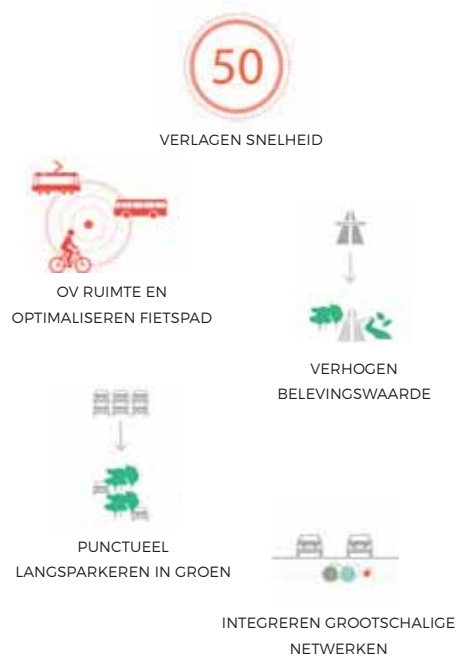 50
VERLAGEN SNELHEID
OV RUIMTE EN
OPTIMALISEREN FIETSPAD
VERHOGEN
BELEVINGSWAARDE
PUNCTUEEL
LANGSPARKEREN IN GROEN
INTEGREREN GROOTSCHALIGE
NETWERKEN